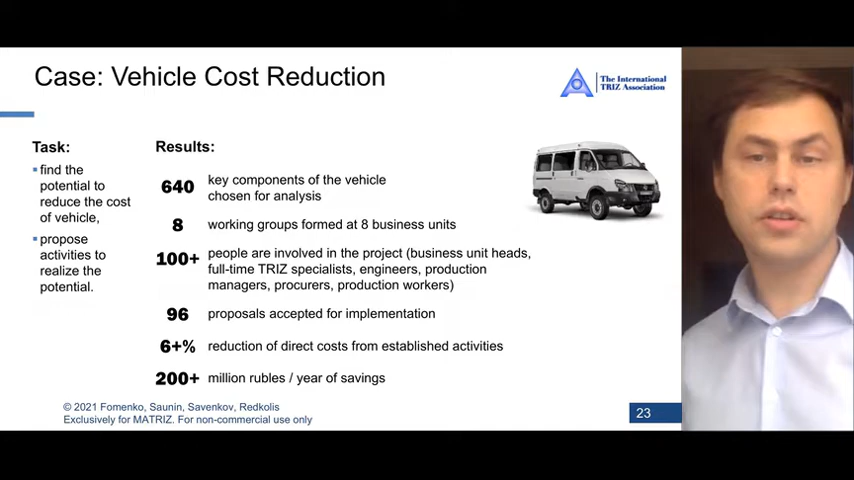 Case: Vehicle Cost Reduction
The International
TRIZ Association
Task:
find the
potential to
reduce the cost
of vehicle,
propose
activities to
realize the
potential.
Results:
640 key components of the vehicle
chosen for analysis
8 working groups formed at 8 business units
100+ people are involved in the project (business unit heads,
full-time TRIZ specialists, engineers, production
managers, procurers, production workers)
96 proposals accepted for implementation
6+% reduction of direct costs from established activities
200+ million rubles / year of savings
© 2021 Fomenko, Saunin, Savenkov, Redkolis
Exclusively for MATRIZ. For non-commercial use only
23